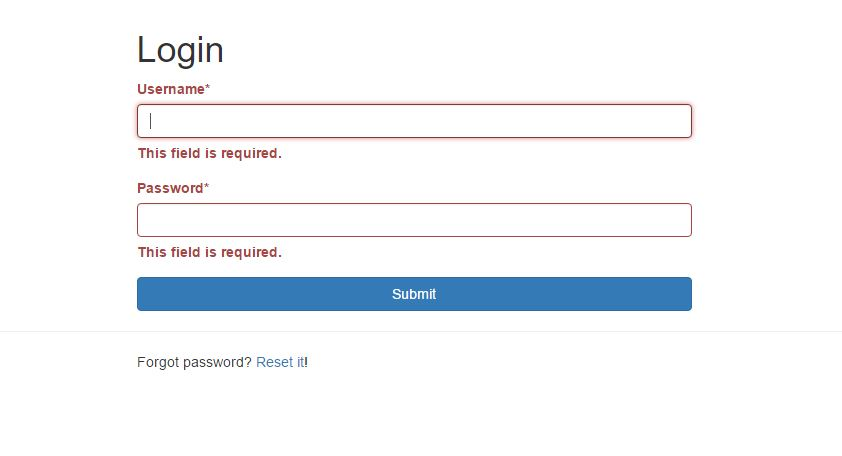 Login
Username*
This field is required.
Password*
This field is required.
Submit
Forgot password? Reset it!